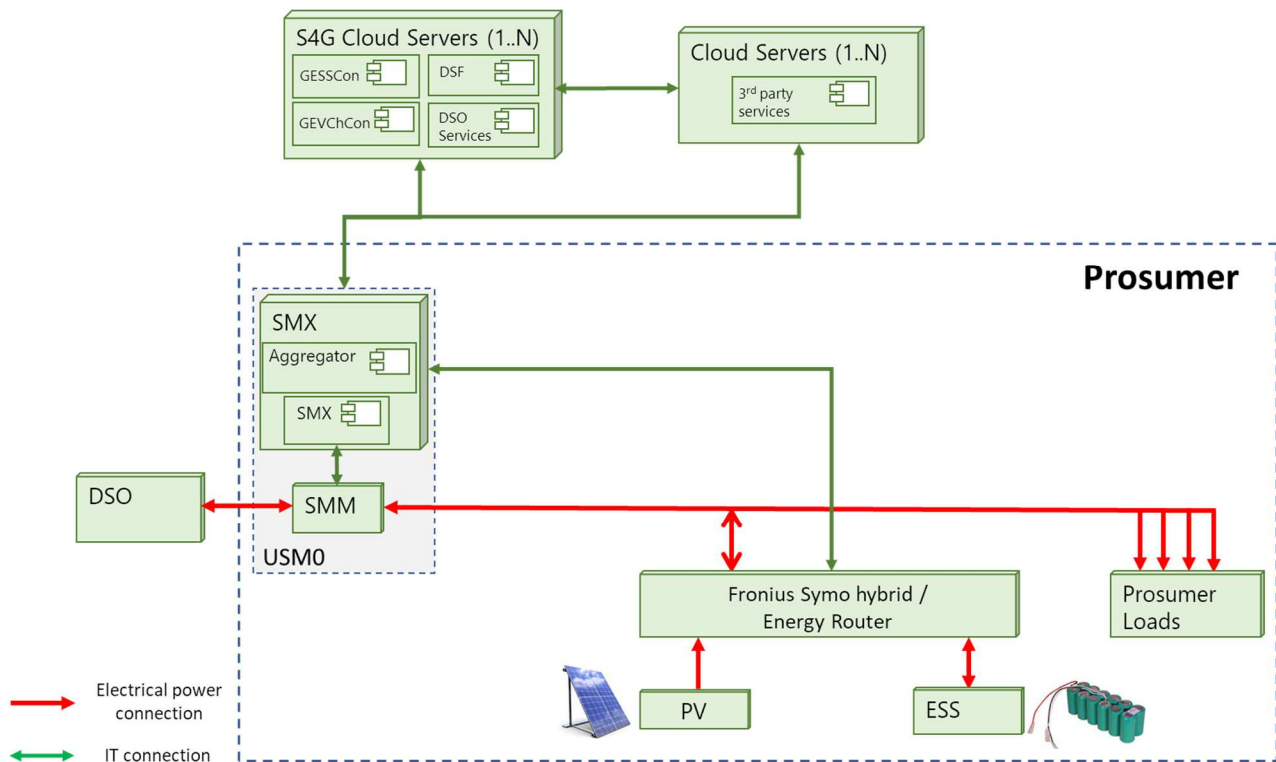 S4G Cloud Servers (1..N)
GESSCon
DSF
GEVChCon
DSO
Services
Cloud Servers (1..N)
3rd party
services
Prosumer
SMX
Aggregator
SMX
DSO
SMM
USM0
Fronius Symo hybrid /
Energy Router
Prosumer
Loads
PV
ESS
Electrical power
connection
IT connection